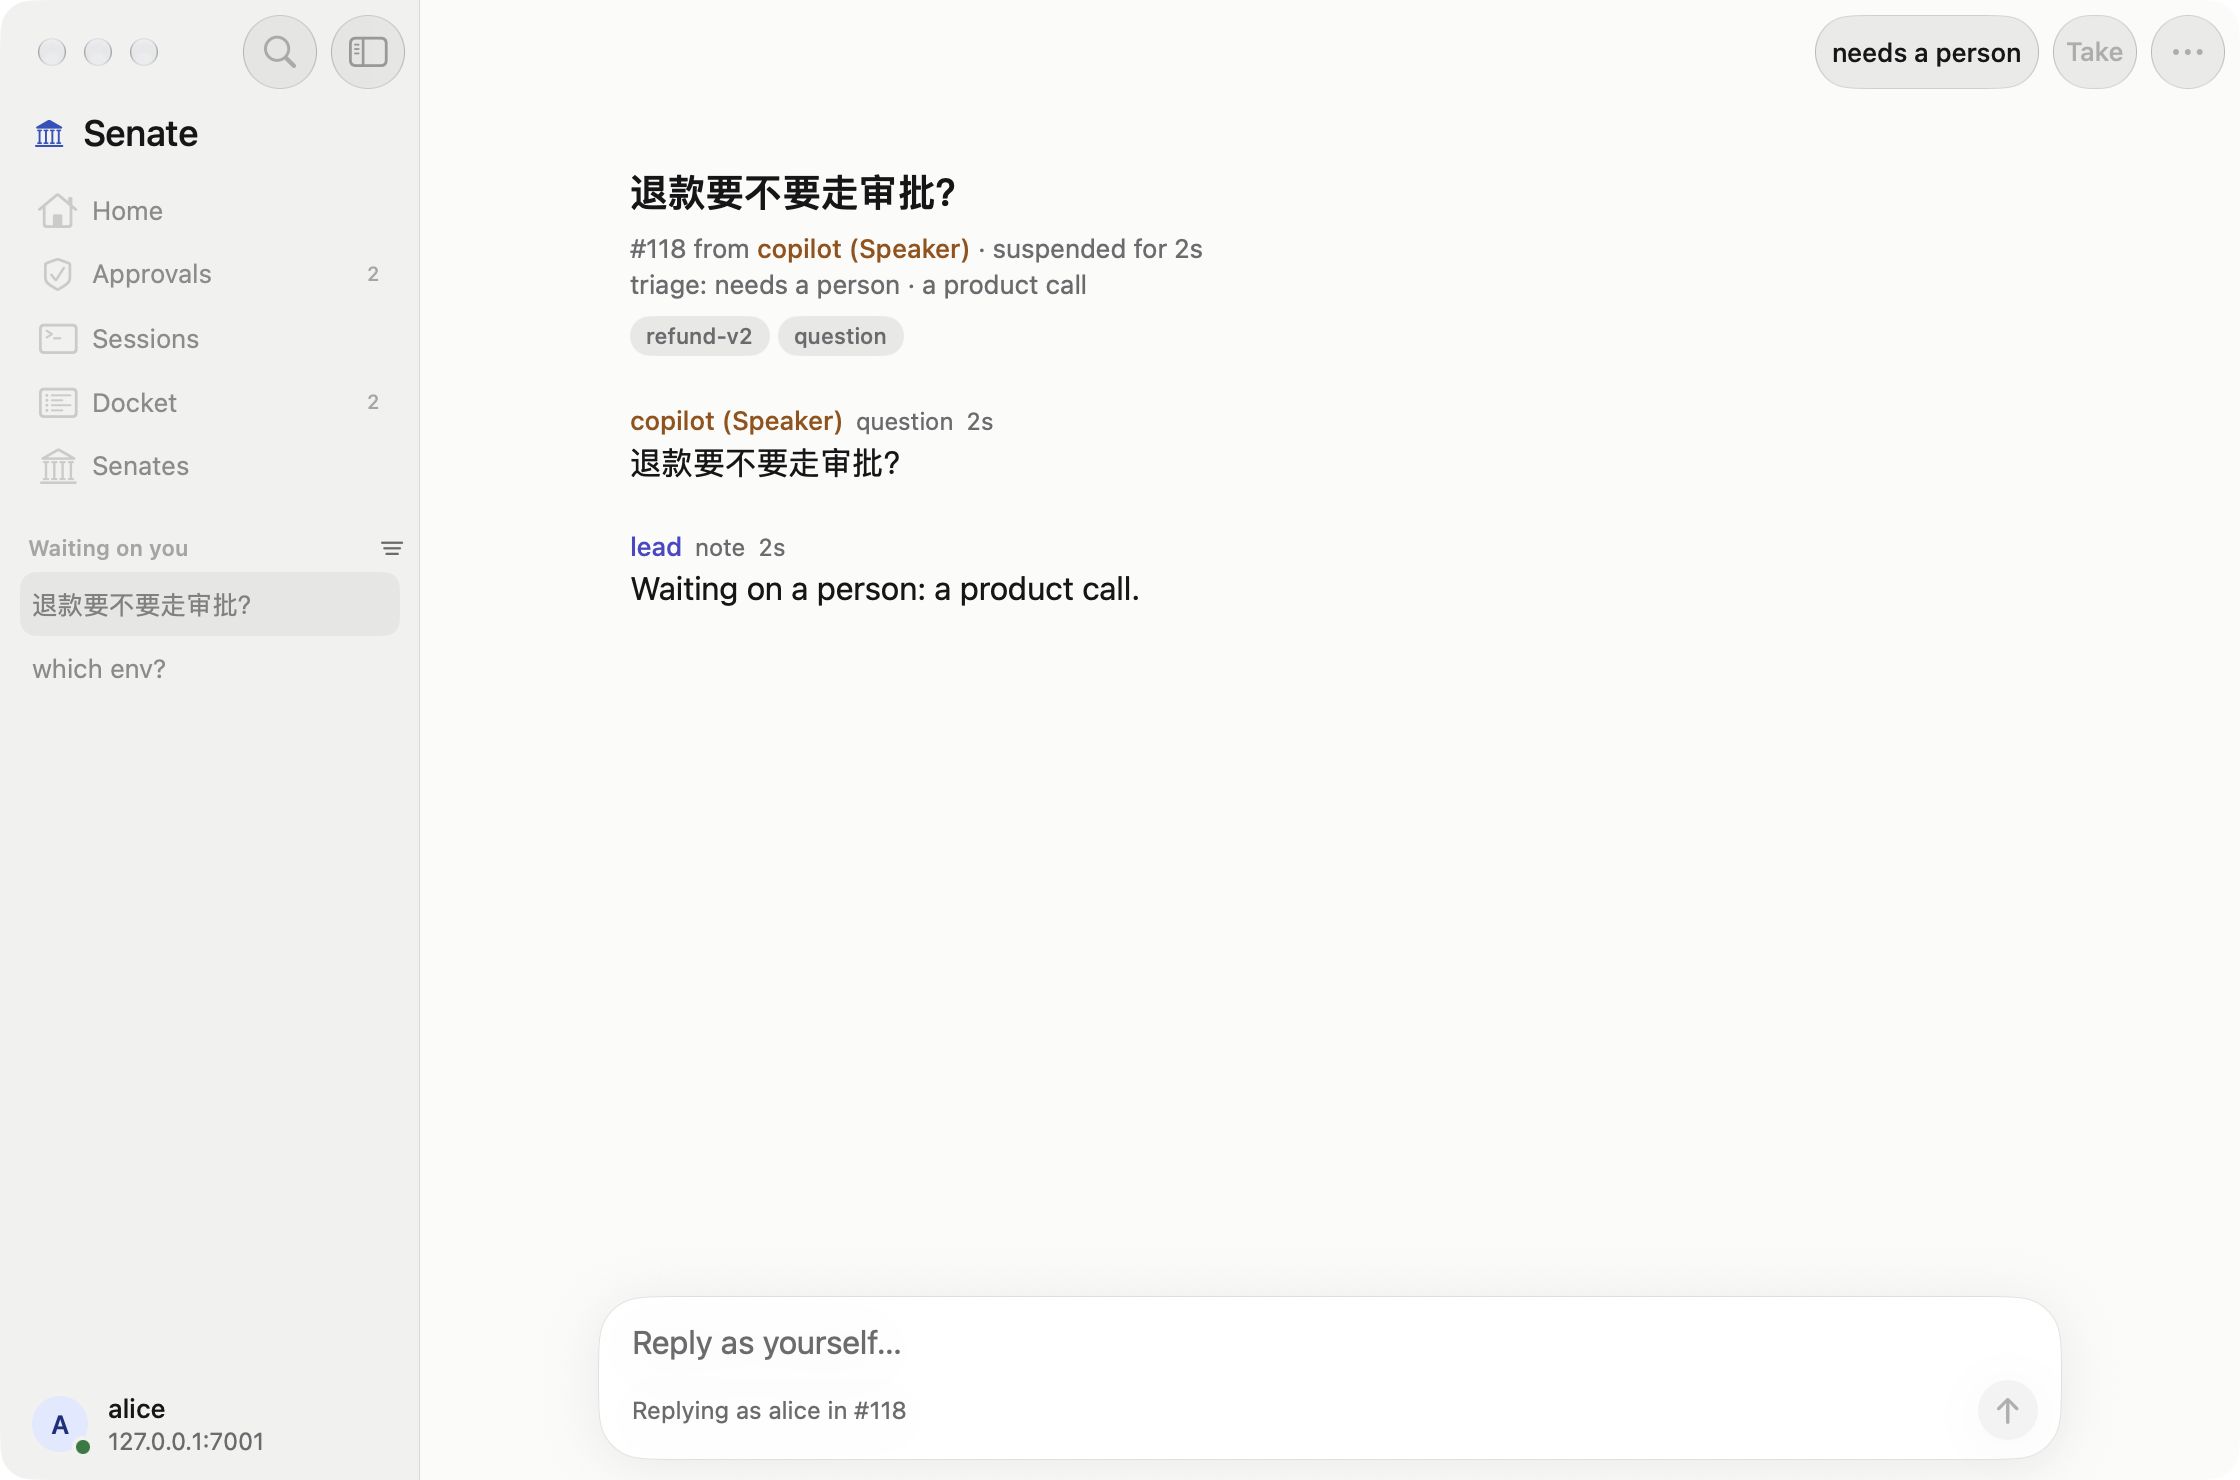 needs a person
Take
Senate
Home
Approvals 2
Sessions
Docket 2
Senates
Waiting on you
退款要不要走审批?
which env?
alice
A
127.0.0.1:7001
退款要不要走审批?
#118 from copilot (Speaker) · suspended for 2s
triage: needs a person · a product call
refund-v2 question
copilot (Speaker) question 2s
退款要不要走审批?
lead note 2s
Waiting on a person: a product call.
Reply as yourself...
Replying as alice in #118